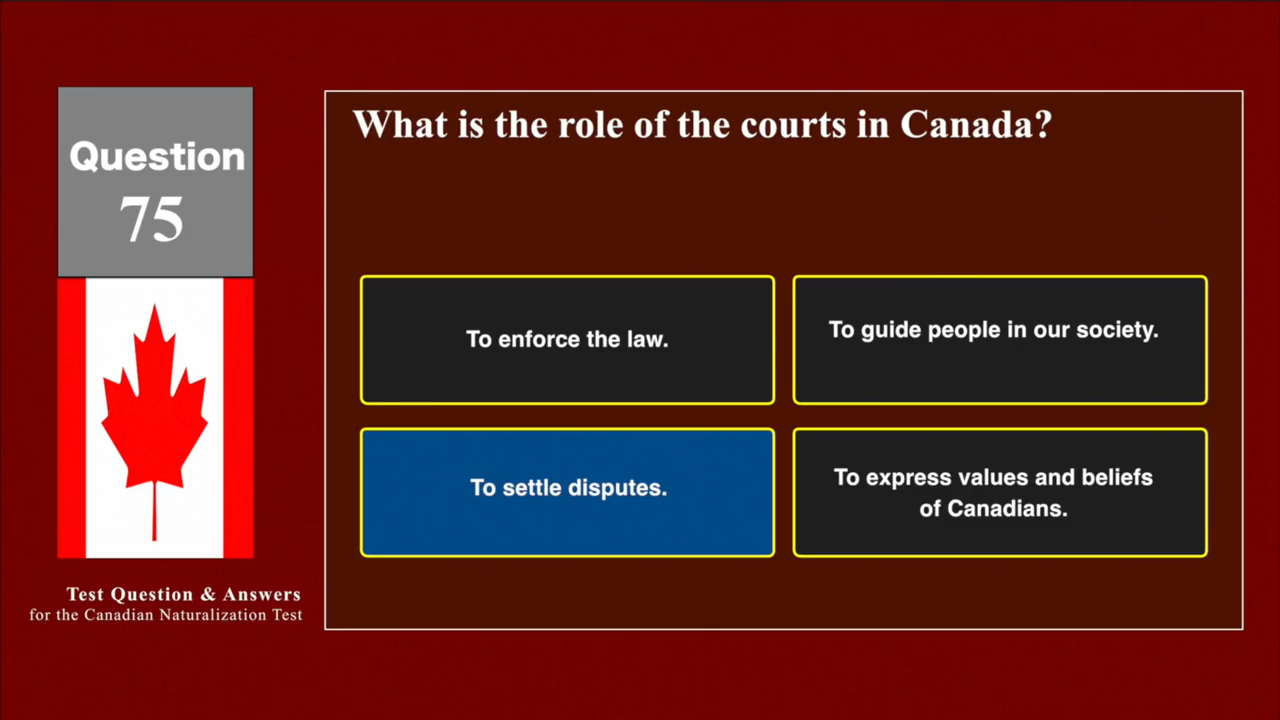 Question
75
What is the role of the courts in Canada?
To enforce the law.
To guide people in our society.
To settle disputes.
To express values and beliefs
of Canadians.
Test Question & Answers
for the Canadian Naturalization Test